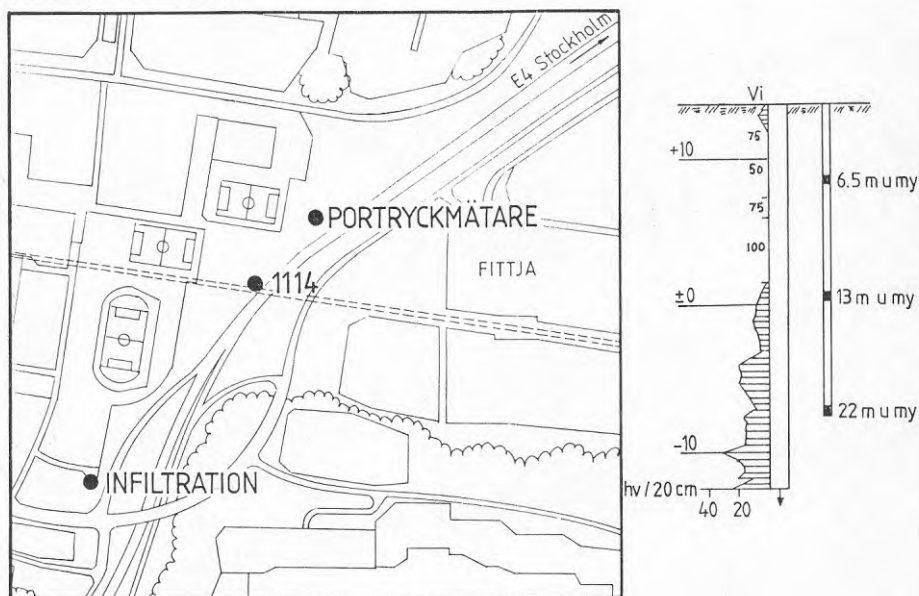 E4 Stockholm
PORTRYCKMÄTARE
1114
FITTJA
INFILTRATION
Vi
75
+10
50
6.5 m u my
75
100
±0
13 m u my
22 m u my
-10
hv / 20 cm
40 20